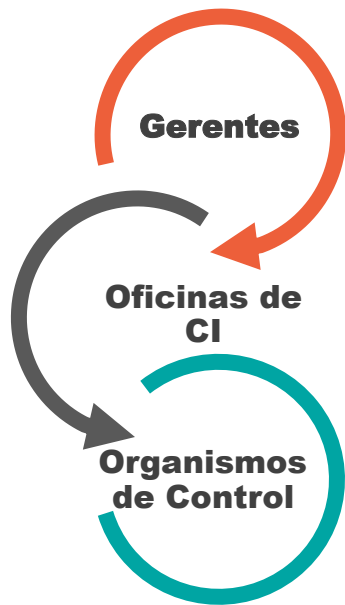 Gerentes
Oficinas de
CI
Organismos
de Control